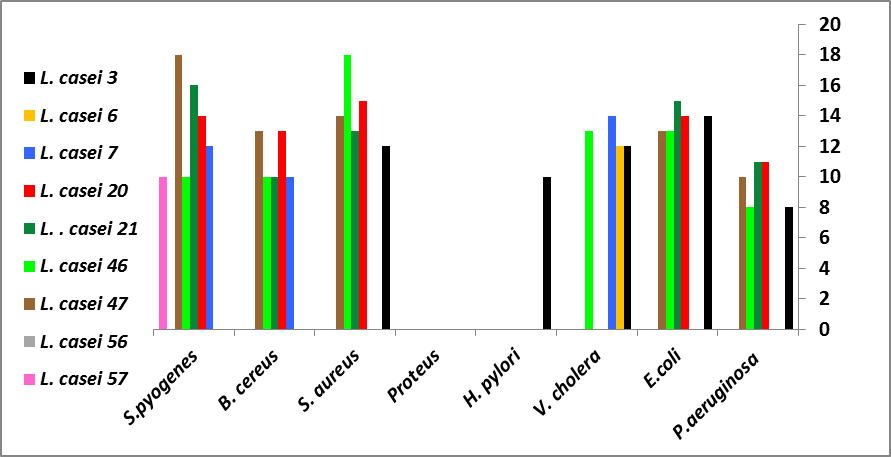 L. casei 3
L. casei 6
L. casei 7
L. casei 20
L. . casei 21
L. casei 46
L. casei 47
L. casei 56
L. casei 57
20
18
16
14
12
10
8
6
4
2
0
S.pyogenes
B. cereus
S. aureus
Proteus
H. pylori
V. cholera
E.coli
P.aeruginosa